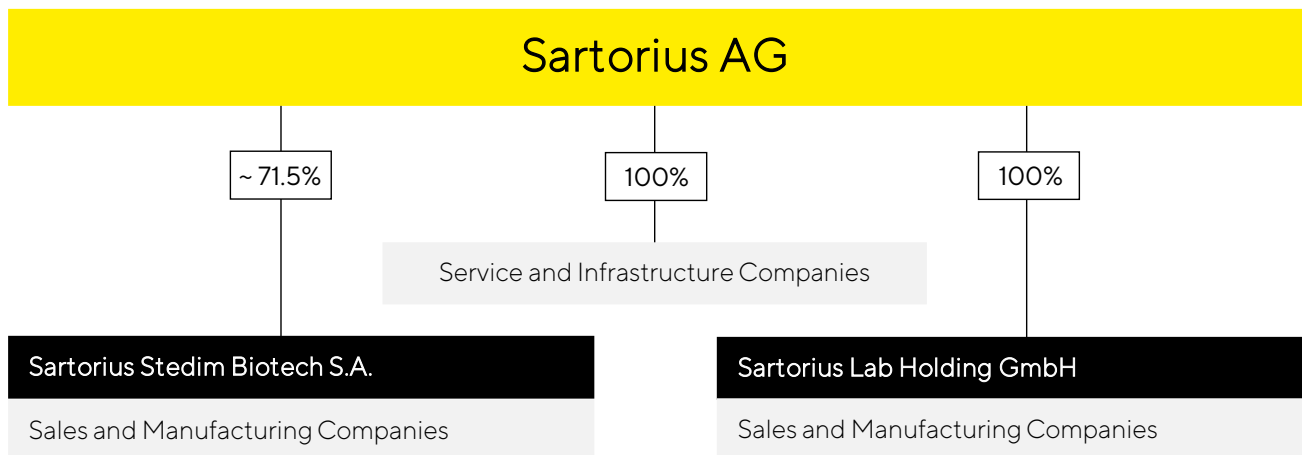 Sartorius AG
~ 71.5%
100%
100%
Service and Infrastructure Companies
Sartorius Stedim Biotech S.A.
Sartorius Lab Holding GmbH
Sales and Manufacturing Companies
Sales and Manufacturing Companies